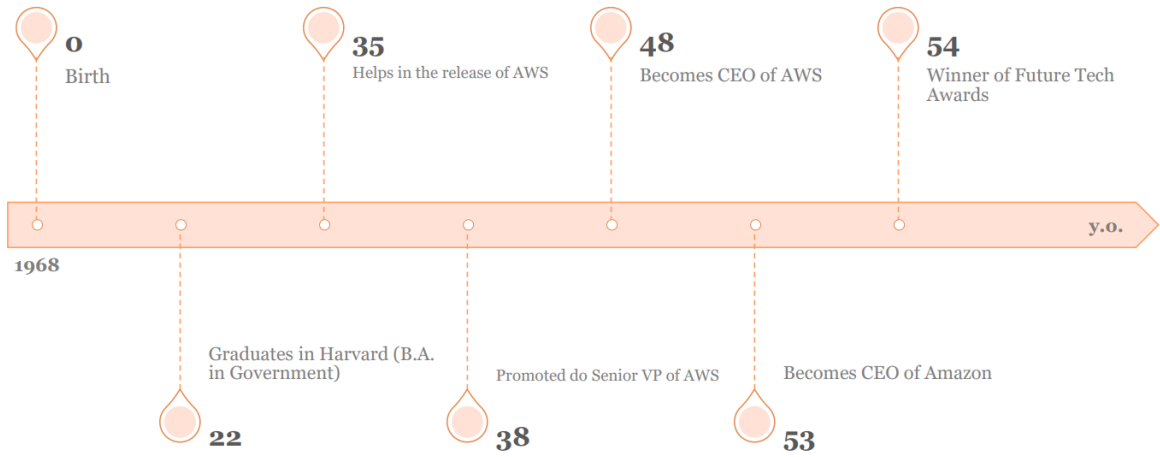 0
Birth
35
Helps in the release of AWS
48
Becomes CEO of AWS
54
Winner of Future Tech
Awards
y.o.
1968
Graduates in Harvard (B.A.
in Government)
22
Promoted do Senior VP of AWS
38
Becomes CEO of Amazon
53